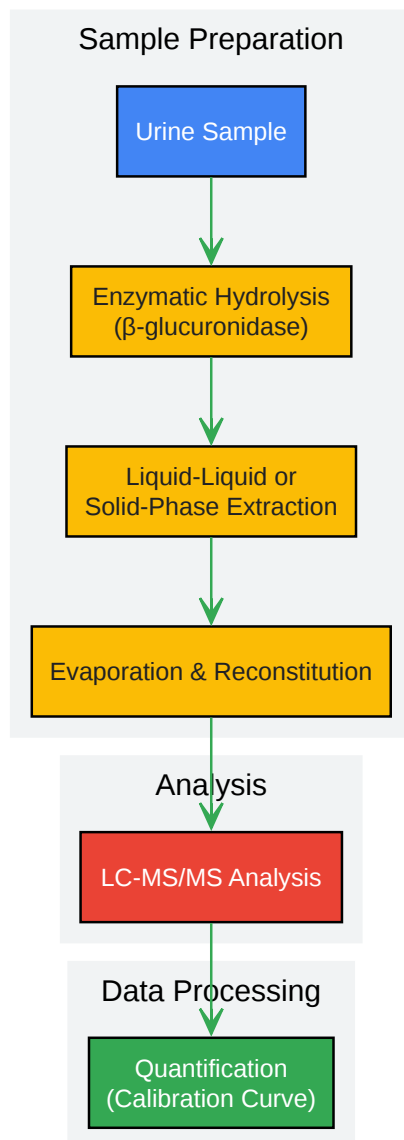 Sample Preparation
Urine Sample
Enzymatic Hydrolysis
(β-glucuronidase)
Liquid-Liquid or
Solid-Phase Extraction
Evaporation & Reconstitution
Analysis
LC-MS/MS Analysis
Data Processing
Quantification
(Calibration Curve)